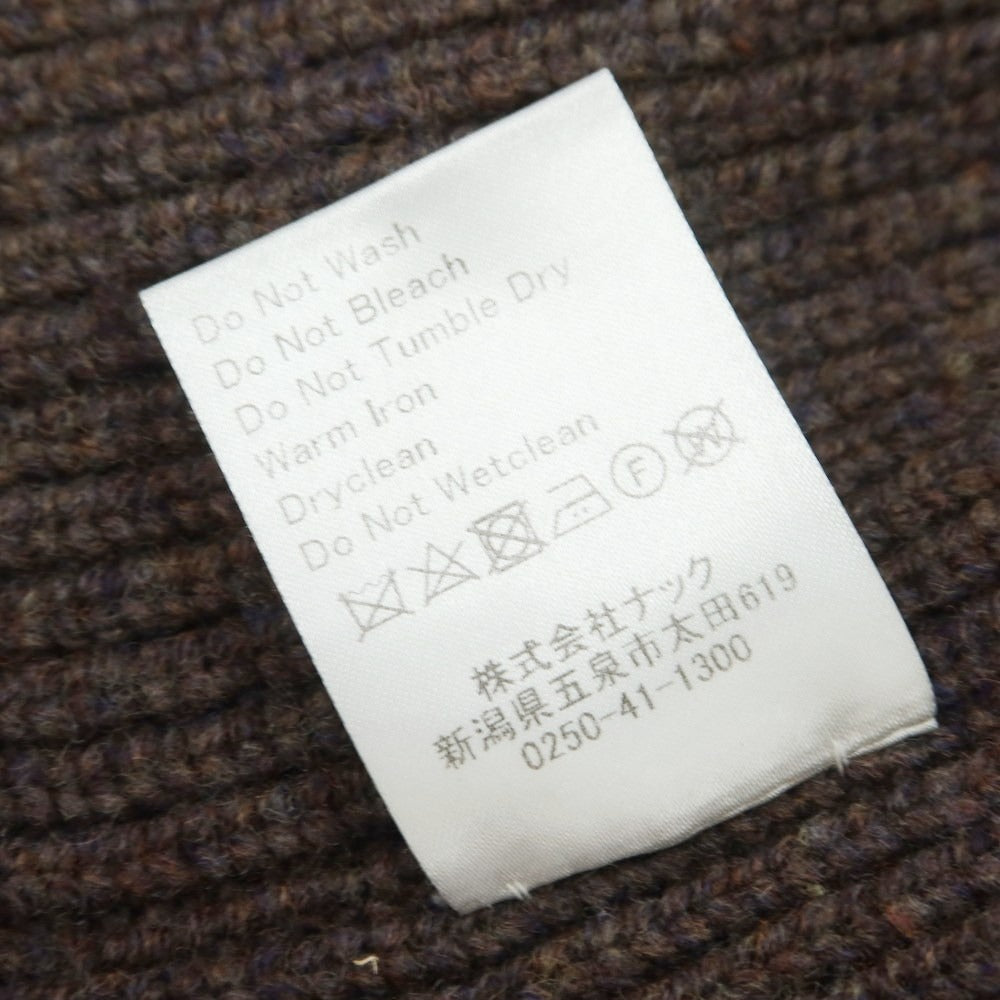 Do Not Wash
Do Not Bleach
Do Not Tumble Dry
Warm Iron
Dryclean
Do Not Wetclean
F W
株式会社ナック
新潟県五泉市太田619
0250-41-1300